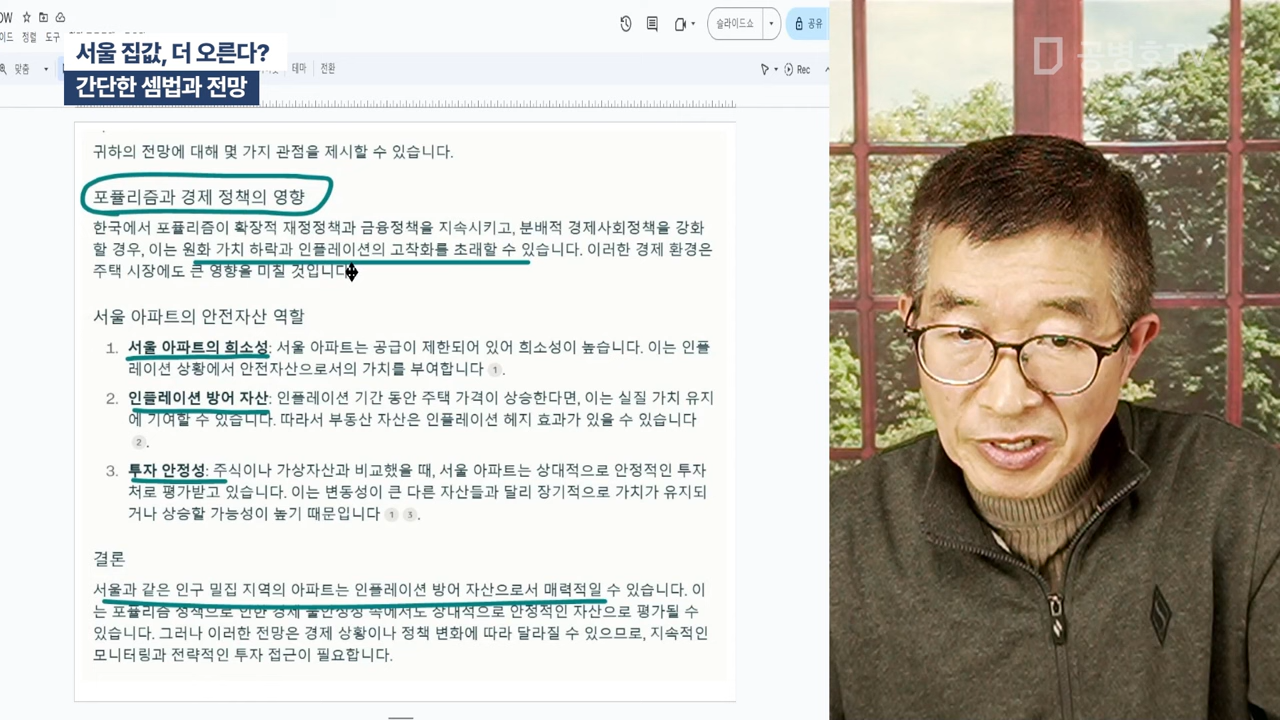 서울 집값, 더 오른다?
간단한 셈법과 전망
정렬 도구
맞춤
테마 전환
슬라이드쇼
공유
Rec
공병호TV
귀하의 전망에 대해 몇 가지 관점을 제시할 수 있습니다.
포퓰리즘과 경제 정책의 영향
한국에서 포퓰리즘이 확장적 재정정책과 금융정책을 지속시키고, 분배적 경제사회정책을 강화
할 경우, 이는 원화 가치 하락과 인플레이션의 고착화를 초래할 수 있습니다. 이러한 경제 환경은
주택 시장에도 큰 영향을 미칠 것입니다
서울 아파트의 안전자산 역할
1. 서울 아파트의 희소성: 서울 아파트는 공급이 제한되어 있어 희소성이 높습니다. 이는 인플
레이션 상황에서 안전자산으로서의 가치를 부여합니다 1.
2. 인플레이션 방어 자산: 인플레이션 기간 동안 주택 가격이 상승한다면, 이는 실질 가치 유지
에 기여할 수 있습니다. 따라서 부동산 자산은 인플레이션 헤지 효과가 있을 수 있습니다
2.
3. 투자 안정성: 주식이나 가상자산과 비교했을 때, 서울 아파트는 상대적으로 안정적인 투자
처로 평가받고 있습니다. 이는 변동성이 큰 다른 자산들과 달리 장기적으로 가치가 유지되
거나 상승할 가능성이 높기 때문입니다 1 3.
결론
서울과 같은 인구 밀집 지역의 아파트는 인플레이션 방어 자산으로서 매력적일 수 있습니다. 이
는 포퓰리즘 정책으로 인한 경제 불안정성 속에서도 상대적으로 안정적인 자산으로 평가될 수
있습니다. 그러나 이러한 전망은 경제 상황이나 정책 변화에 따라 달라질 수 있으므로, 지속적인
모니터링과 전략적인 투자 접근이 필요합니다.